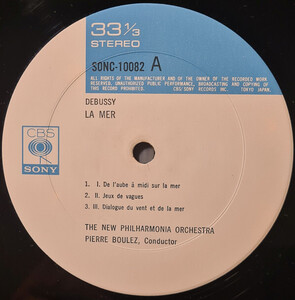 33 1/3
STEREO
SONC-10082 A
ALL RIGHTS OF THE MANUFACTURER AND OF THE OWNER OF THE RECORDED WORK
RESERVED. UNAUTHORIZED PUBLIC PERFORMANCE, BROADCASTING AND COPYING OF
THIS RECORD PROHIBITED. CBS/SONY RECORDS INC. TOKYO JAPAN.
DEBUSSY
LA MER
CBS
SONY
1. I. De l'aube à midi sur la mer
2. II. Jeux de vagues
3. III. Dialogue du vent et de la mer
THE NEW PHILHARMONIA ORCHESTRA
PIERRE BOULEZ, Conductor